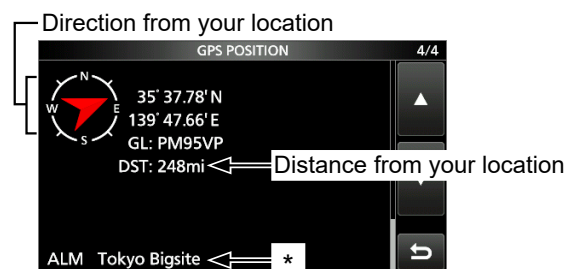 Direction from your location
GPS POSITION 4/4
N
W E
S
35° 37.78' N
139° 47.66' E
GL: PM95VP
DST: 248mi
Distance from your location
ALM Tokyo Bigsite
*